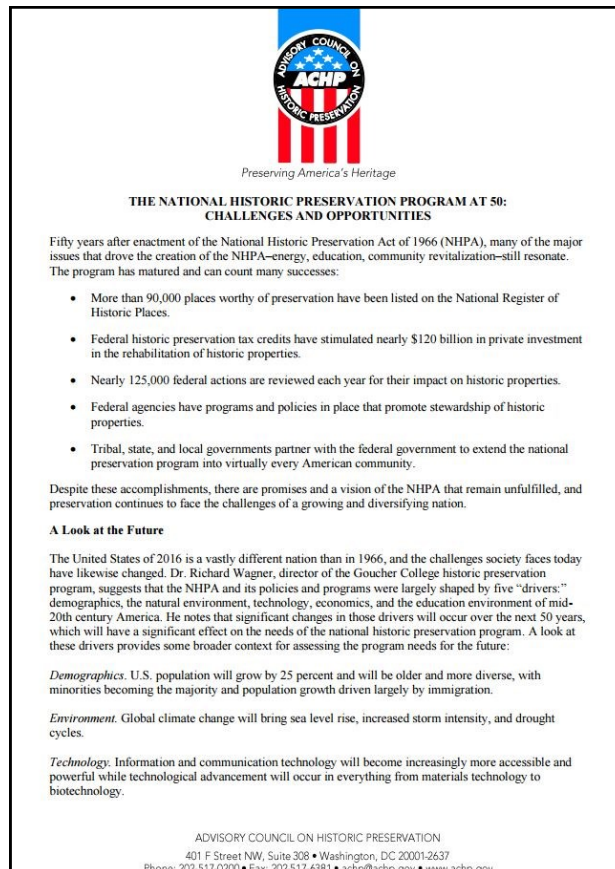 ADVISORY COUNCIL ON
ACHP
HISTORIC PRESERVATION
Preserving America's Heritage
THE NATIONAL HISTORIC PRESERVATION PROGRAM AT 50:
CHALLENGES AND OPPORTUNITIES
Fifty years after enactment of the National Historic Preservation Act of 1966 (NHPA), many of the major
issues that drove the creation of the NHPA–energy, education, community revitalization–still resonate.
The program has matured and can count many successes:
• More than 90,000 places worthy of preservation have been listed on the National Register of
Historic Places.
• Federal historic preservation tax credits have stimulated nearly $120 billion in private investment
in the rehabilitation of historic properties.
• Nearly 125,000 federal actions are reviewed each year for their impact on historic properties.
• Federal agencies have programs and policies in place that promote stewardship of historic
properties.
• Tribal, state, and local governments partner with the federal government to extend the national
preservation program into virtually every American community.
Despite these accomplishments, there are promises and a vision of the NHPA that remain unfulfilled, and
preservation continues to face the challenges of a growing and diversifying nation.
A Look at the Future
The United States of 2016 is a vastly different nation than in 1966, and the challenges society faces today
have likewise changed. Dr. Richard Wagner, director of the Goucher College historic preservation
program, suggests that the NHPA and its policies and programs were largely shaped by five “drivers:”
demographics, the natural environment, technology, economics, and the education environment of mid-
20th century America. He notes that significant changes in those drivers will occur over the next 50 years,
which will have a significant effect on the needs of the national historic preservation program. A look at
these drivers provides some broader context for assessing the program needs for the future:
Demographics. U.S. population will grow by 25 percent and will be older and more diverse, with
minorities becoming the majority and population growth driven largely by immigration.
Environment. Global climate change will bring sea level rise, increased storm intensity, and drought
cycles.
Technology. Information and communication technology will become increasingly more accessible and
powerful while technological advancement will occur in everything from materials technology to
biotechnology.
ADVISORY COUNCIL ON HISTORIC PRESERVATION
401 F Street NW, Suite 308 • Washington, DC 20001-2637
Phone: 202-517-0200 • Fax: 202-517-6381 • achp@achp.gov • www.achp.gov